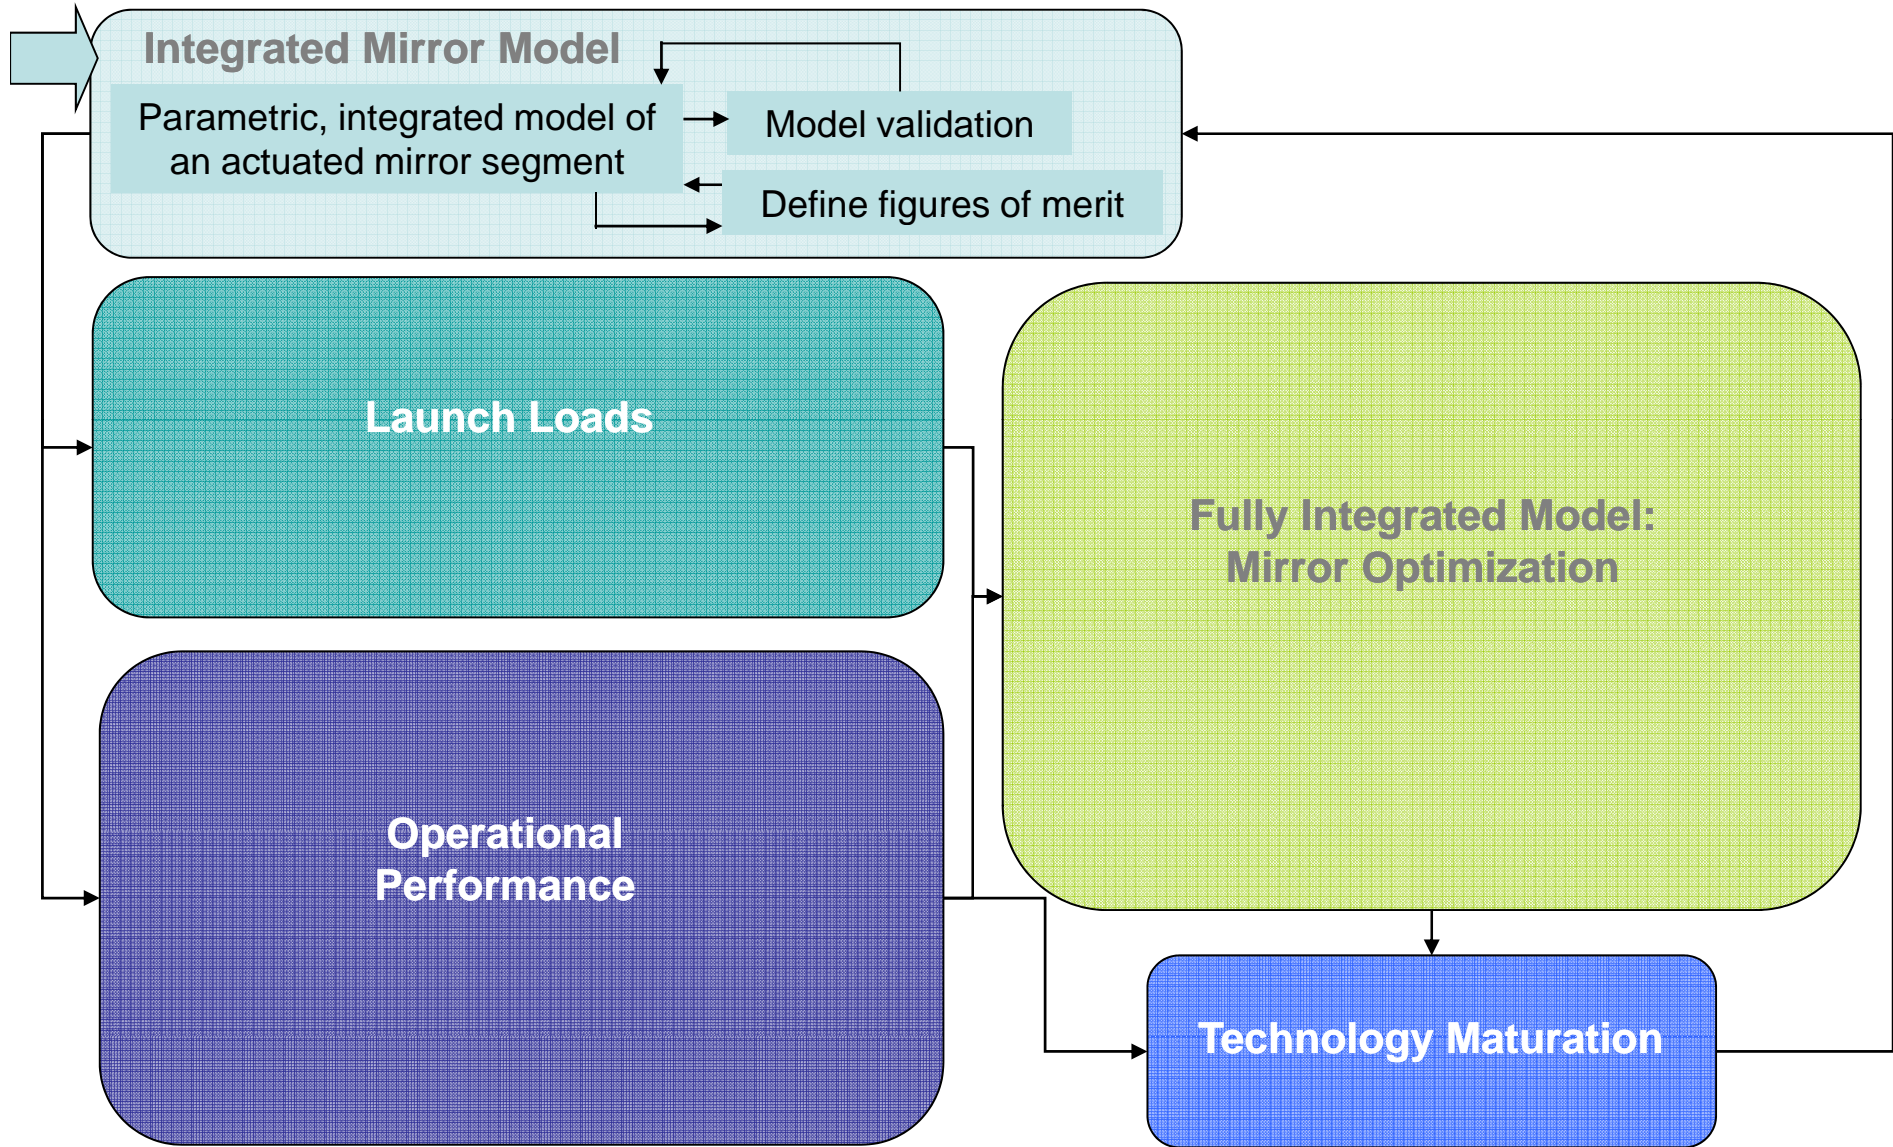 Integrated Mirror Model
Parametric, integrated model of
an actuated mirror segment
Model validation
Define figures of merit
Launch Loads
Fully Integrated Model:
Mirror Optimization
Operational
Performance
Technology Maturation